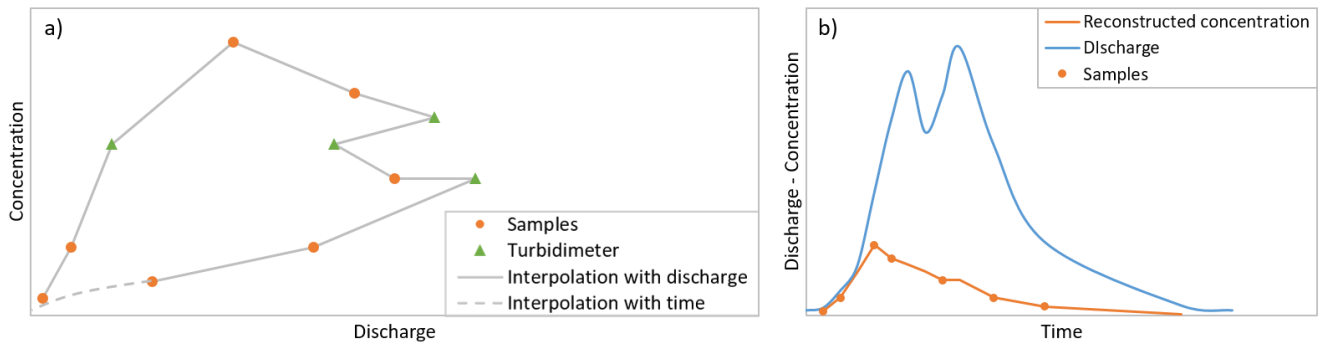 a)
Concentration
Samples
Turbidimeter
Interpolation with discharge
Interpolation with time
Discharge
b)
Discharge - Concentration
Reconstructed concentration
DIscharge
Samples
Time